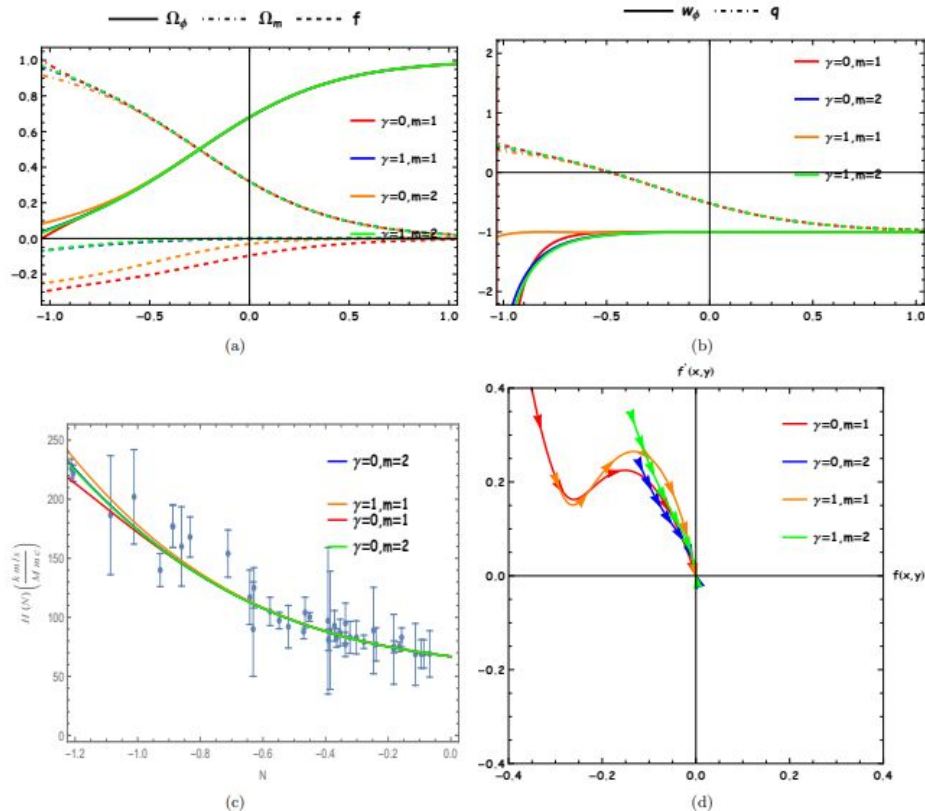 Ω_ϕ Ω_m f
1.0
0.8
0.6
0.4
0.2
0.0
-0.2
γ=0,m=1
γ=1,m=1
γ=0,m=2
γ=1,m=2
-1.0 -0.5 0.0 0.5 1.0
(a)
w_ϕ q
2
1
0
-1
-2
γ=0,m=1
γ=0,m=2
γ=1,m=1
γ=1,m=2
-1.0 -0.5 0.0 0.5 1.0
(b)
250
200
150
100
50
0
H(N)(km/s/Mmc)
γ=0,m=2
γ=1,m=1
γ=0,m=1
γ=0,m=2
-1.2 -1.0 -0.8 -0.6 -0.4 -0.2 0.0
N
(c)
f'(x,y)
0.4
0.2
0.0
-0.2
-0.4
γ=0,m=1
γ=0,m=2
γ=1,m=1
γ=1,m=2
f(x,y)
-0.4 -0.2 0.0 0.2 0.4
(d)